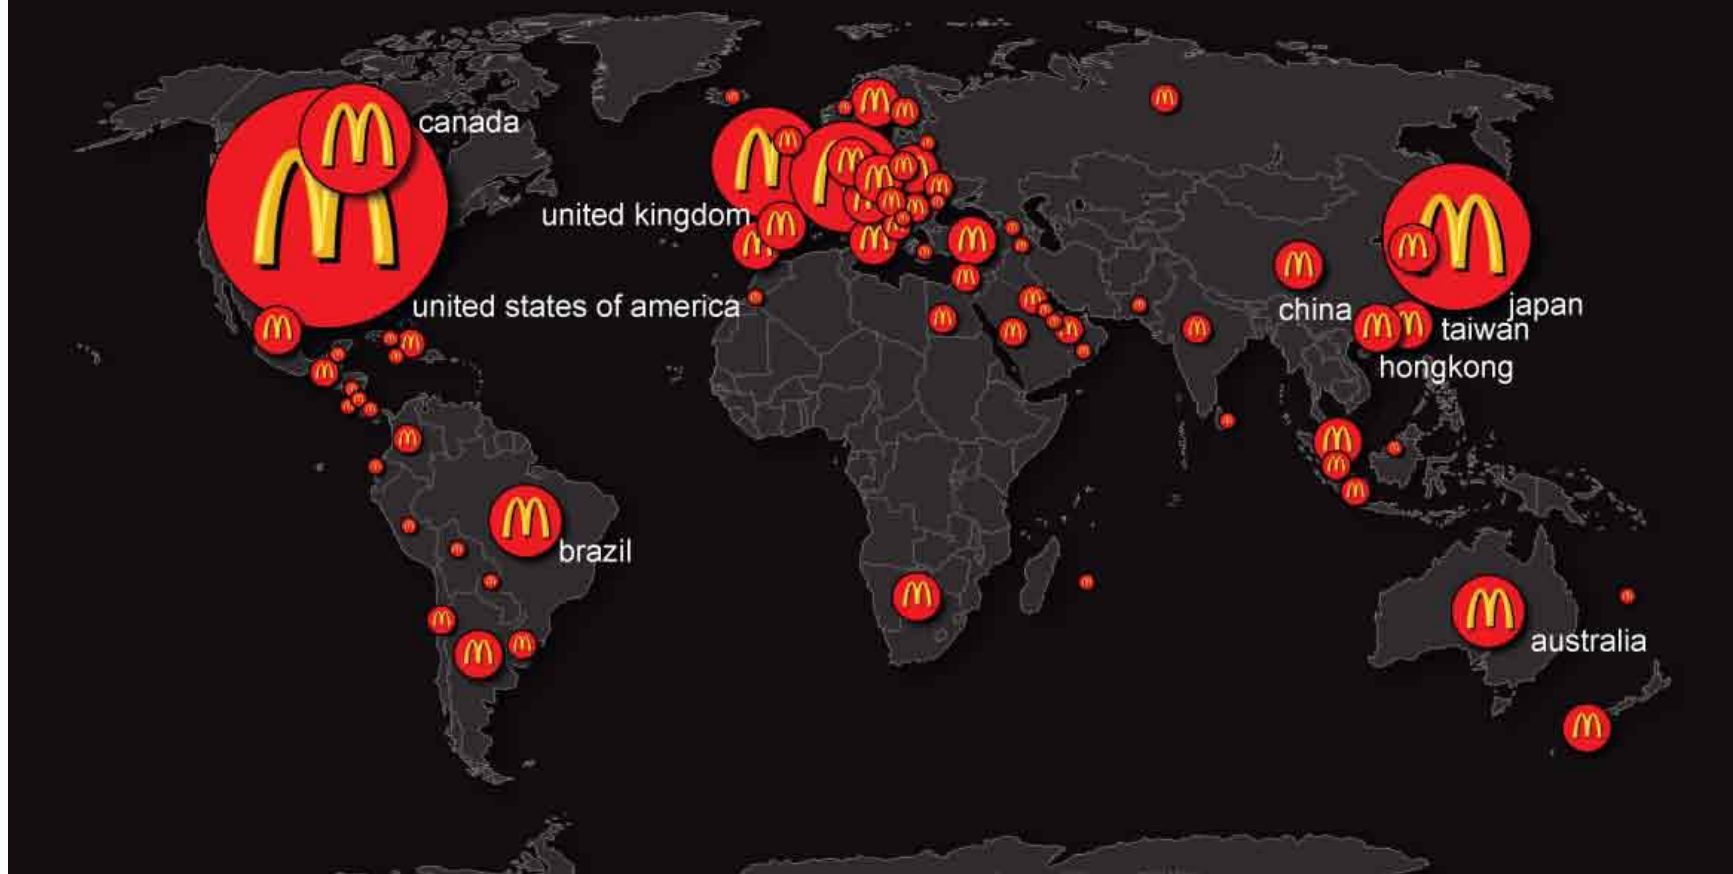 canada
united kingdom
united states of america
china
japan
taiwan
hongkong
brazil
australia